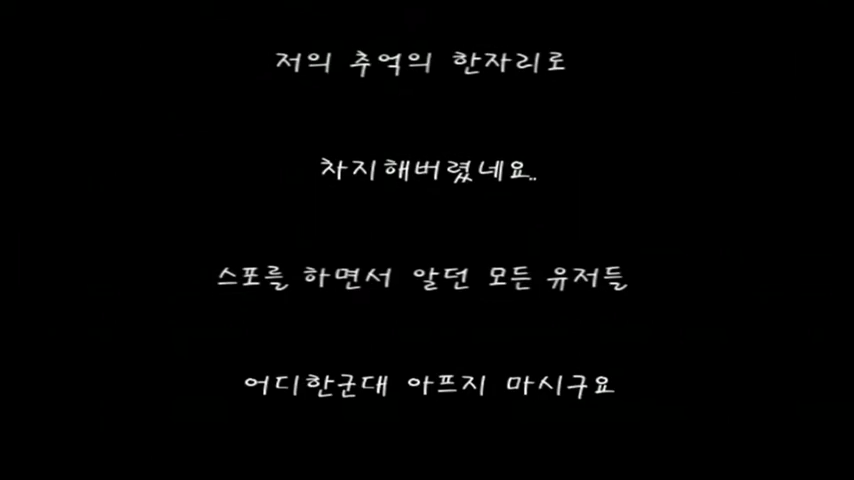 저의 추억의 한자리로
차지해버렸네요..
스포를 하면서 알던 모든 유저들
어디한군대 아프지 마시구요